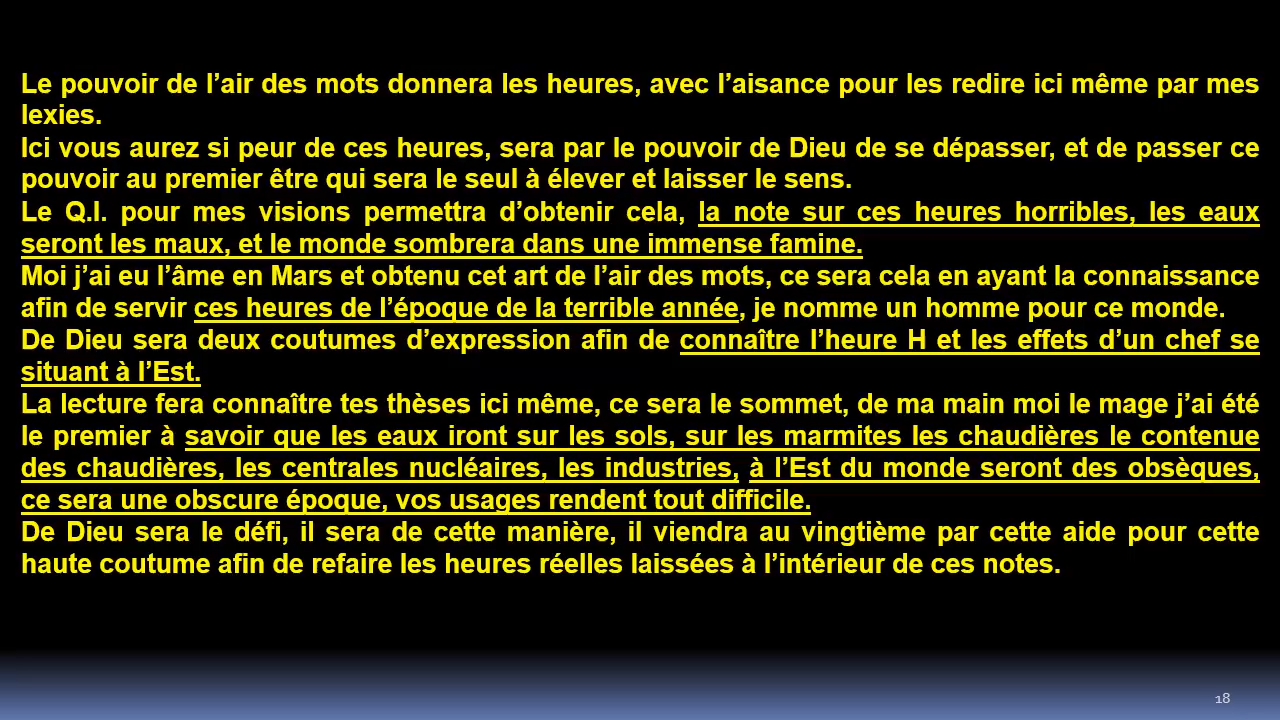 Le pouvoir de l’air des mots donnera les heures, avec l’aisance pour les redire ici même par mes
lexies.
Ici vous aurez si peur de ces heures, sera par le pouvoir de Dieu de se dépasser, et de passer ce
pouvoir au premier être qui sera le seul à élever et laisser le sens.
Le Q.I. pour mes visions permettra d’obtenir cela, la note sur ces heures horribles, les eaux
seront les maux, et le monde sombrera dans une immense famine.
Moi j’ai eu l’âme en Mars et obtenu cet art de l’air des mots, ce sera cela en ayant la connaissance
afin de servir ces heures de l’époque de la terrible année, je nomme un homme pour ce monde.
De Dieu sera deux coutumes d’expression afin de connaître l’heure H et les effets d’un chef se
situant à l’Est.
La lecture fera connaître tes thèses ici même, ce sera le sommet, de ma main moi le mage j’ai été
le premier à savoir que les eaux iront sur les sols, sur les marmites les chaudières le contenue
des chaudières, les centrales nucléaires, les industries, à l’Est du monde seront des obsèques,
ce sera une obscure époque, vos usages rendent tout difficile.
De Dieu sera le défi, il sera de cette manière, il viendra au vingtième par cette aide pour cette
haute coutume afin de refaire les heures réelles laissées à l’intérieur de ces notes.
18